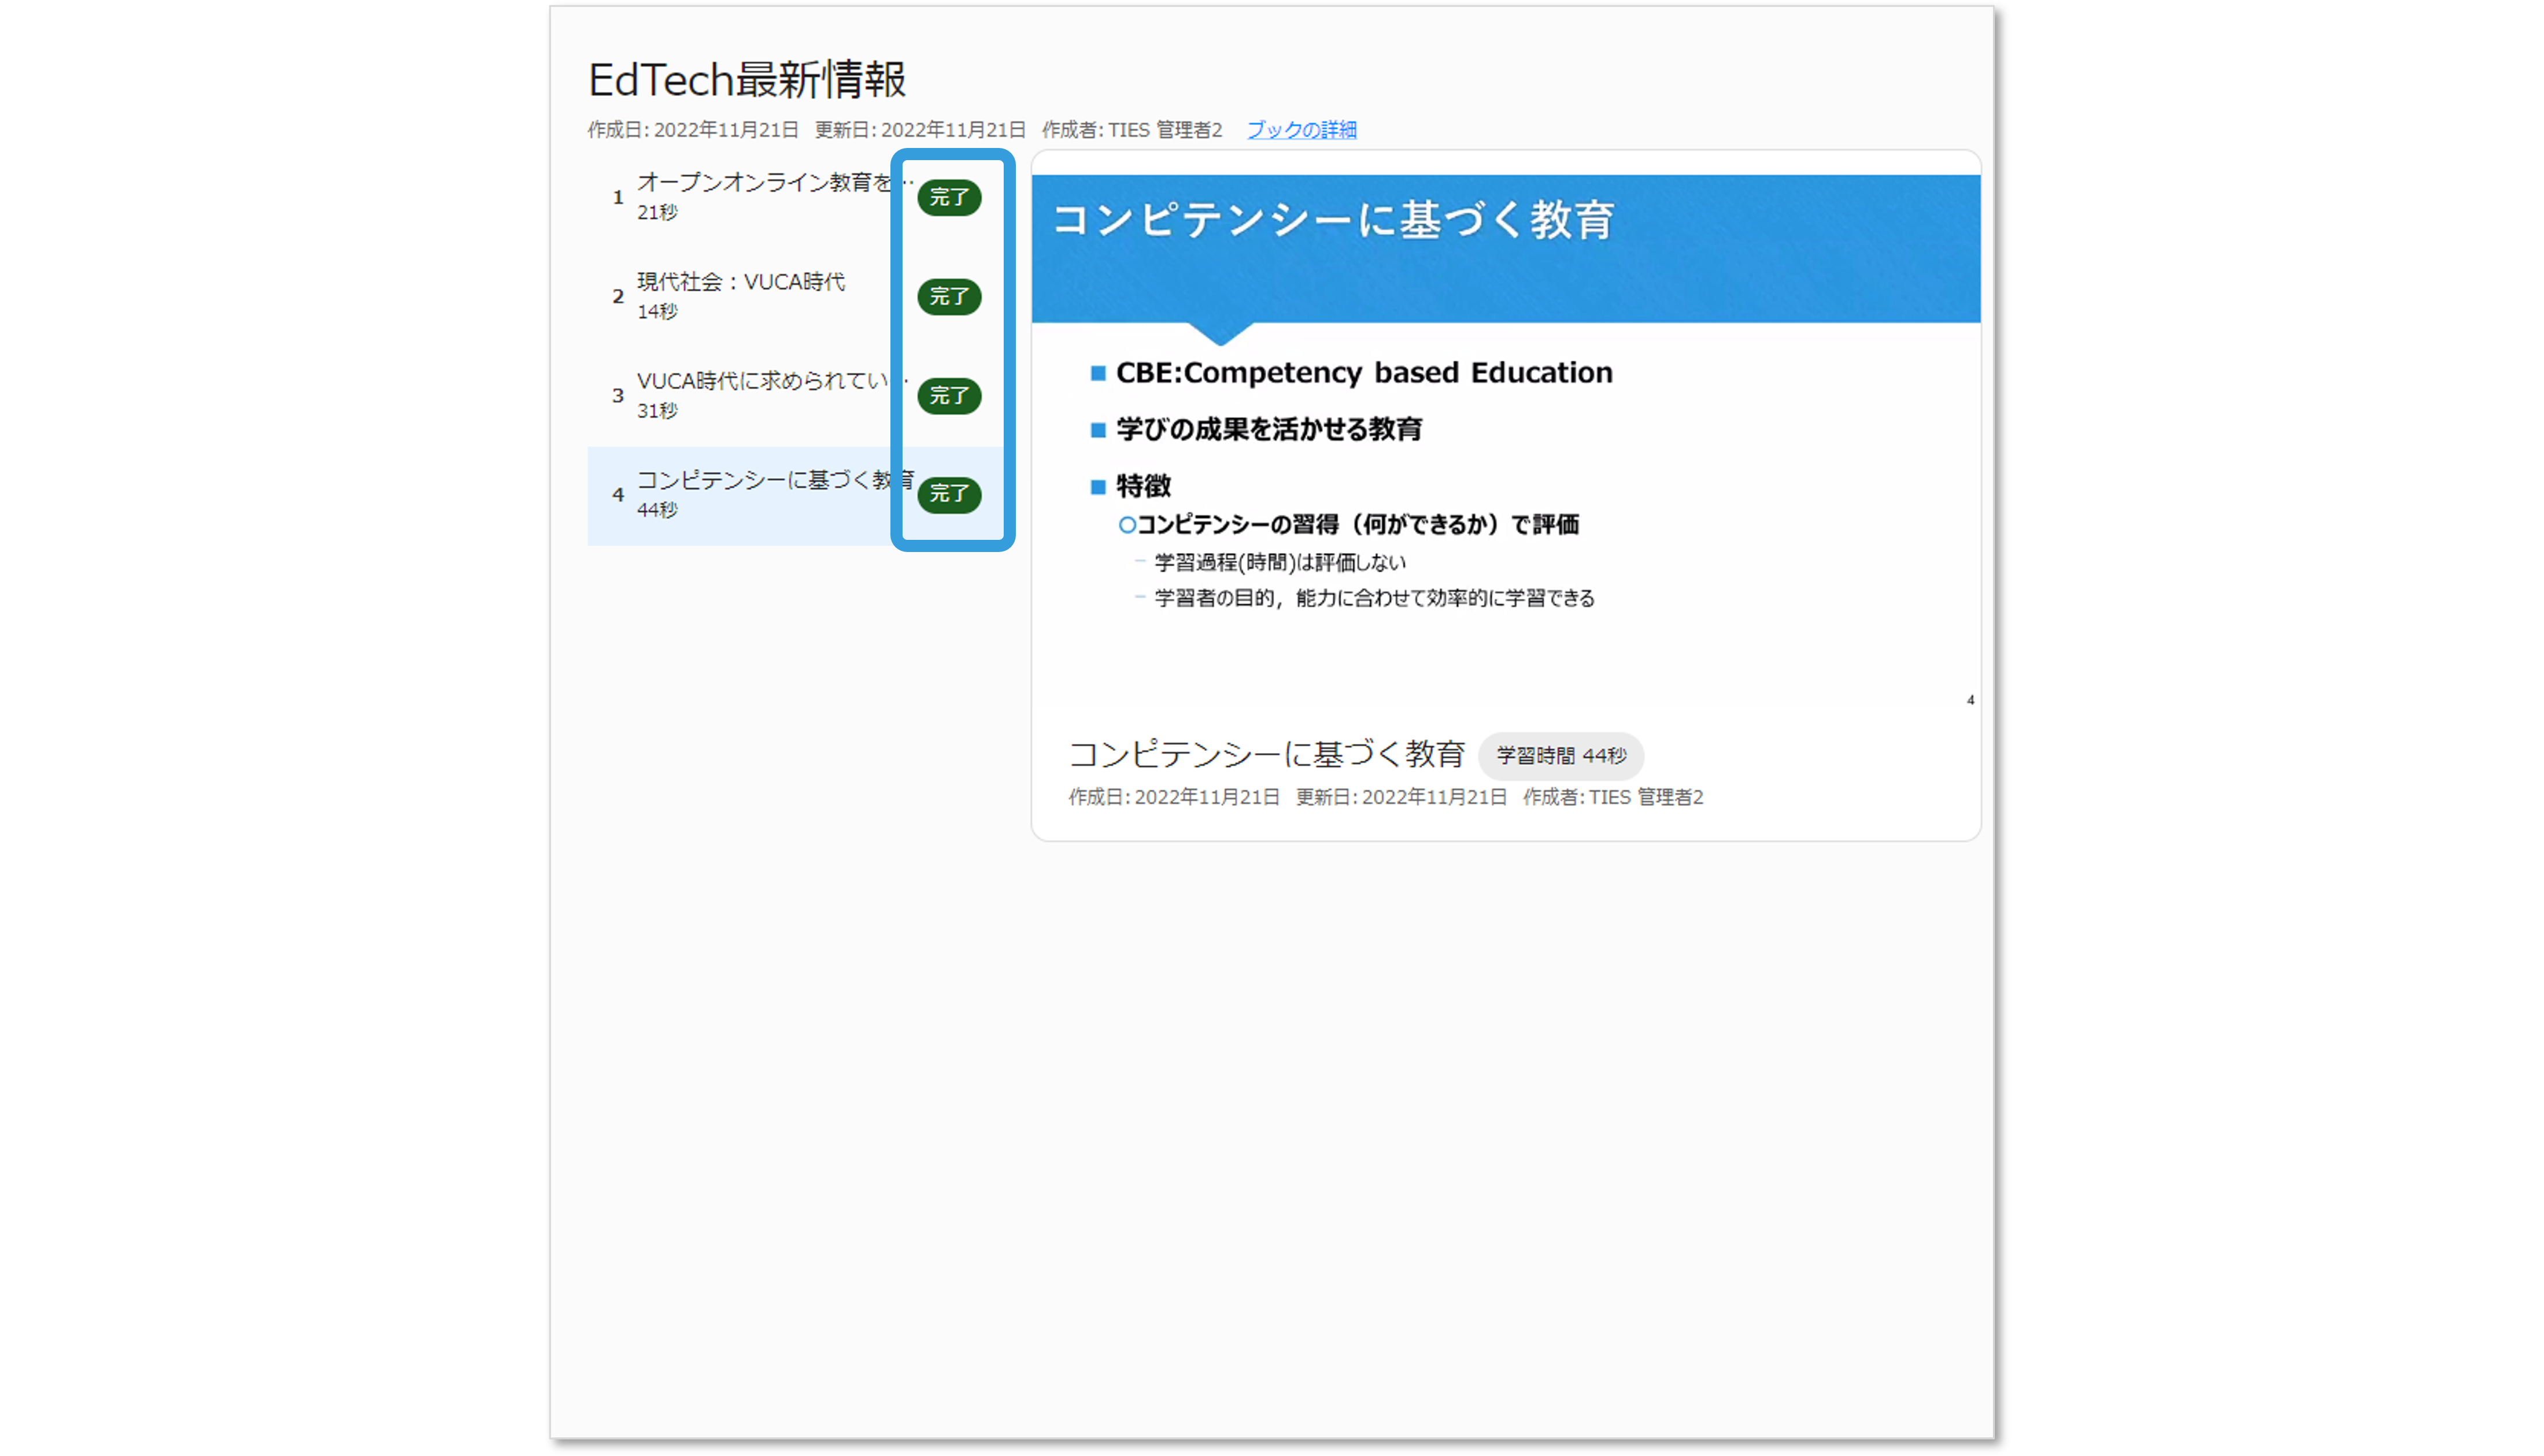 EdTech最新情報
作成日: 2022年11月21日 更新日: 2022年11月21日 作成者: TIES 管理者2 ブックの詳細
1 オープンオンライン教育を… 完了
21秒
2 現代社会：VUCA時代 完了
14秒
3 VUCA時代に求められてい… 完了
31秒
4 コンピテンシーに基づく教育 完了
44秒
コンピテンシーに基づく教育
■ CBE:Competency based Education
■ 学びの成果を活かせる教育
■ 特徴
○コンピテンシーの習得（何ができるか）で評価
– 学習過程(時間)は評価しない
– 学習者の目的，能力に合わせて効率的に学習できる
4
コンピテンシーに基づく教育 学習時間 44秒
作成日: 2022年11月21日 更新日: 2022年11月21日 作成者: TIES 管理者2